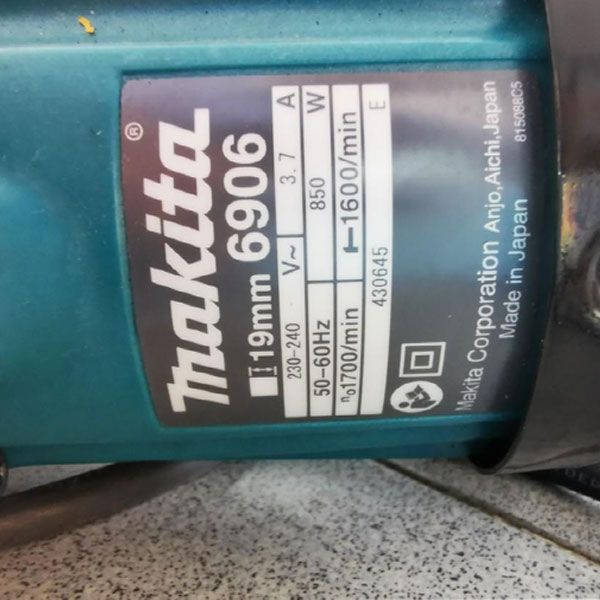 makita®
19mm 6906
230-240 V~ 3.7 A
50-60Hz 850 W
n₀1700/min 1600/min
430645 E
Makita Corporation Anjo,Aichi,Japan
Made in Japan 815088C5